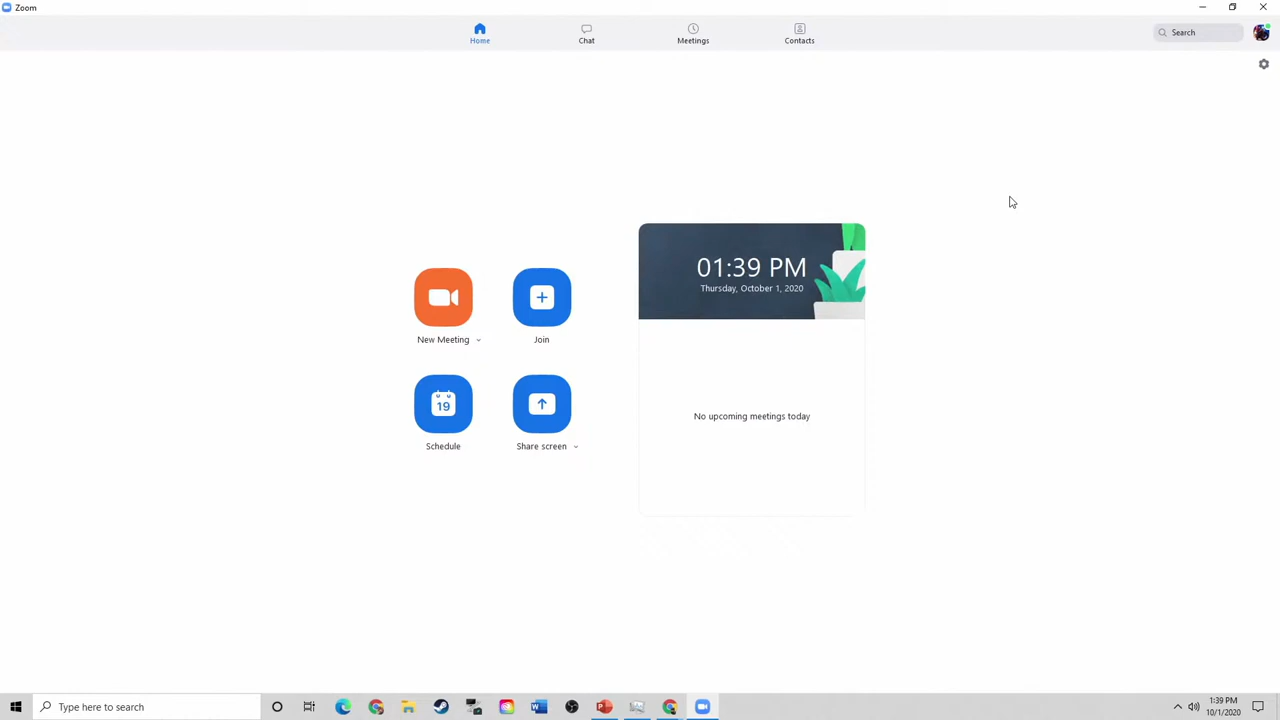 Zoom
Home
Chat
Meetings
Contacts
Search
01:39 PM
Thursday, October 1, 2020
New Meeting
Join
19
Schedule
Share screen
No upcoming meetings today
Type here to search
1:39 PM
10/1/2020